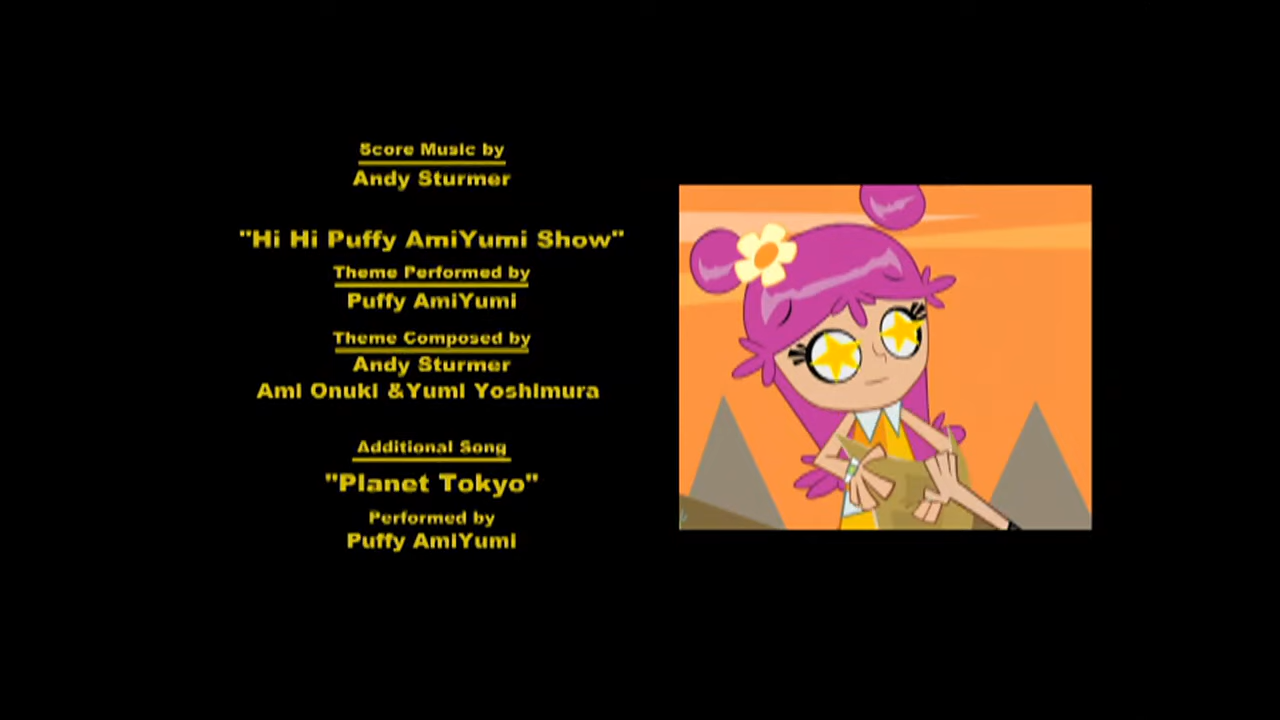 Score Music by
Andy Sturmer
"Hi Hi Puffy AmiYumi Show"
Theme Performed by
Puffy AmiYumi
Theme Composed by
Andy Sturmer
Ami Onuki &Yumi Yoshimura
Additional Song
"Planet Tokyo"
Performed by
Puffy AmiYumi